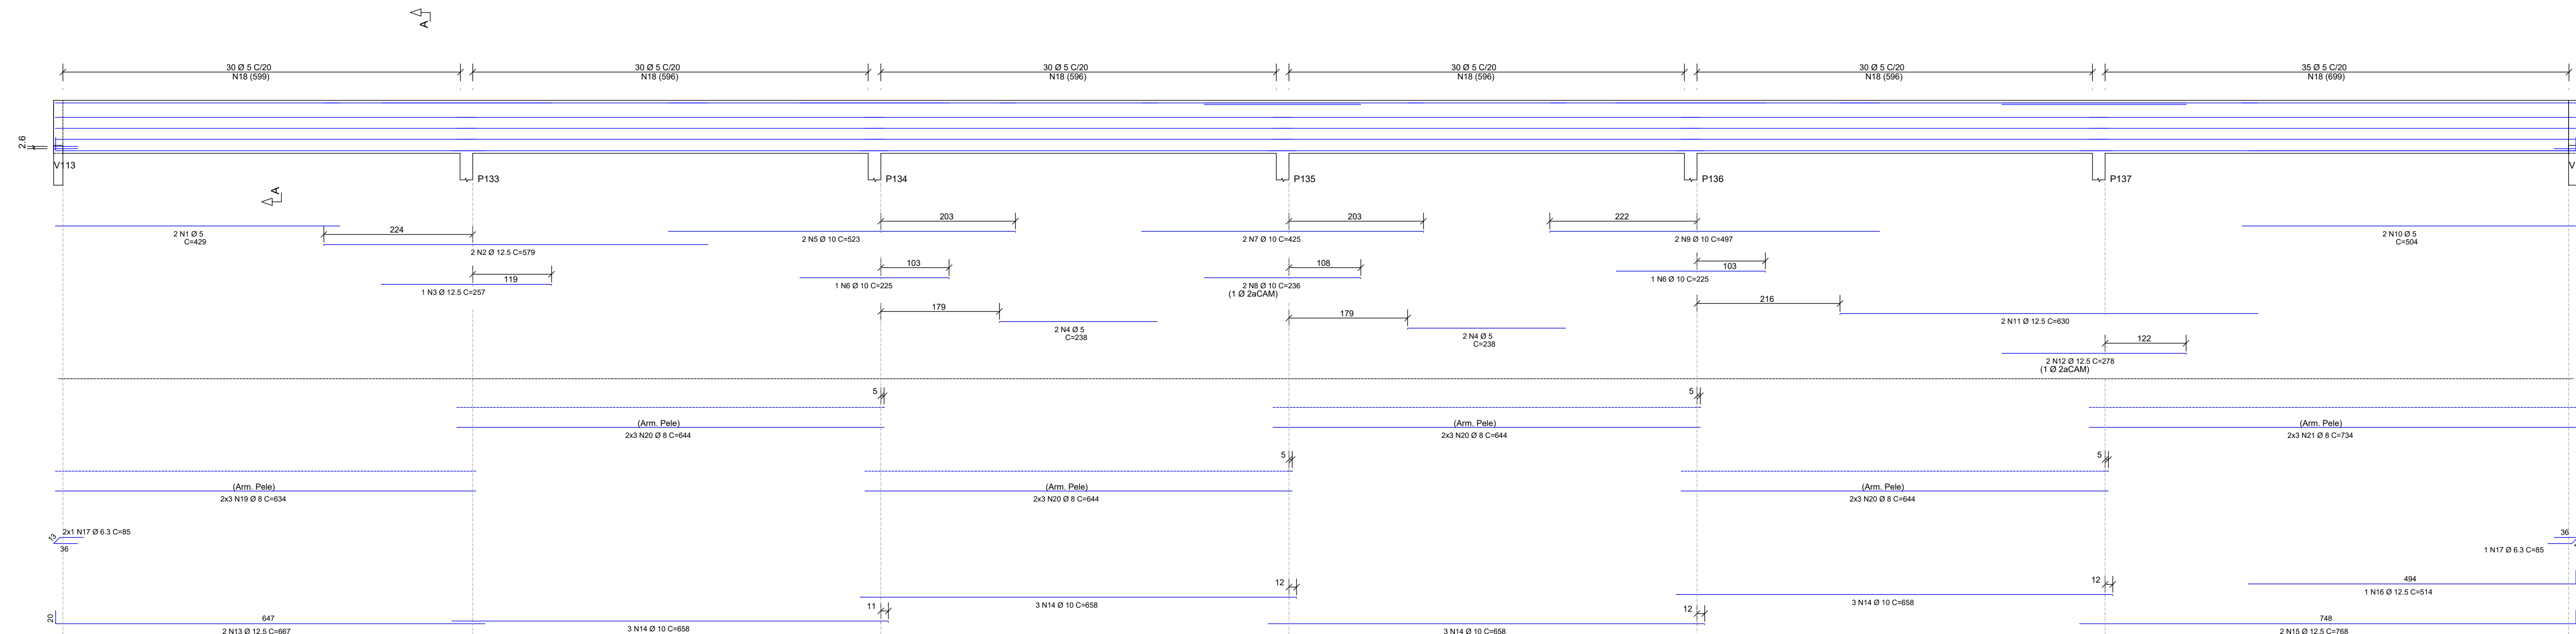 A
30 Ø 5 C/20
N18 (599)
30 Ø 5 C/20
N18 (596)
30 Ø 5 C/20
N18 (596)
30 Ø 5 C/20
N18 (596)
30 Ø 5 C/20
N18 (596)
35 Ø 5 C/20
N18 (699)
2.6
V113
P133
P134
P135
P136
P137
V
A
2 N1 Ø 5
C=429
224
2 N2 Ø 12.5 C=579
119
1 N3 Ø 12.5 C=257
2 N5 Ø 10 C=523
203
1 N6 Ø 10 C=225
103
179
2 N4 Ø 5
C=238
2 N7 Ø 10 C=425
203
2 N8 Ø 10 C=236
(1 Ø 2aCAM)
108
179
2 N4 Ø 5
C=238
222
2 N9 Ø 10 C=497
1 N6 Ø 10 C=225
103
216
2 N11 Ø 12.5 C=630
122
2 N12 Ø 12.5 C=278
(1 Ø 2aCAM)
2 N10 Ø 5
C=504
5
(Arm. Pele)
2x3 N20 Ø 8 C=644
5
(Arm. Pele)
2x3 N20 Ø 8 C=644
(Arm. Pele)
2x3 N21 Ø 8 C=734
(Arm. Pele)
2x3 N19 Ø 8 C=634
5
(Arm. Pele)
2x3 N20 Ø 8 C=644
5
(Arm. Pele)
2x3 N20 Ø 8 C=644
13
2x1 N17 Ø 6.3 C=85
36
36
1 N17 Ø 6.3 C=85
20
647
2 N13 Ø 12.5 C=667
11
3 N14 Ø 10 C=658
12
3 N14 Ø 10 C=658
12
3 N14 Ø 10 C=658
12
3 N14 Ø 10 C=658
494
1 N16 Ø 12.5 C=514
748
2 N15 Ø 12.5 C=768